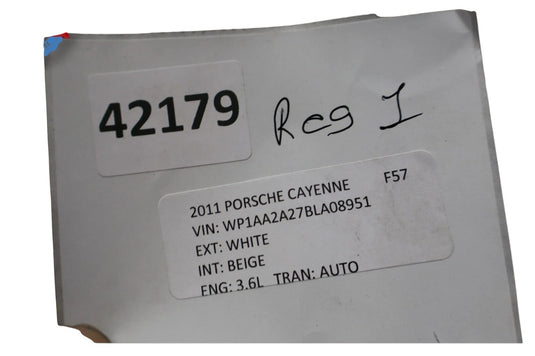 42179
Reg I
2011 PORSCHE CAYENNE F57
VIN: WP1AA2A27BLA08951
EXT: WHITE
INT: BEIGE
ENG: 3.6L TRAN: AUTO